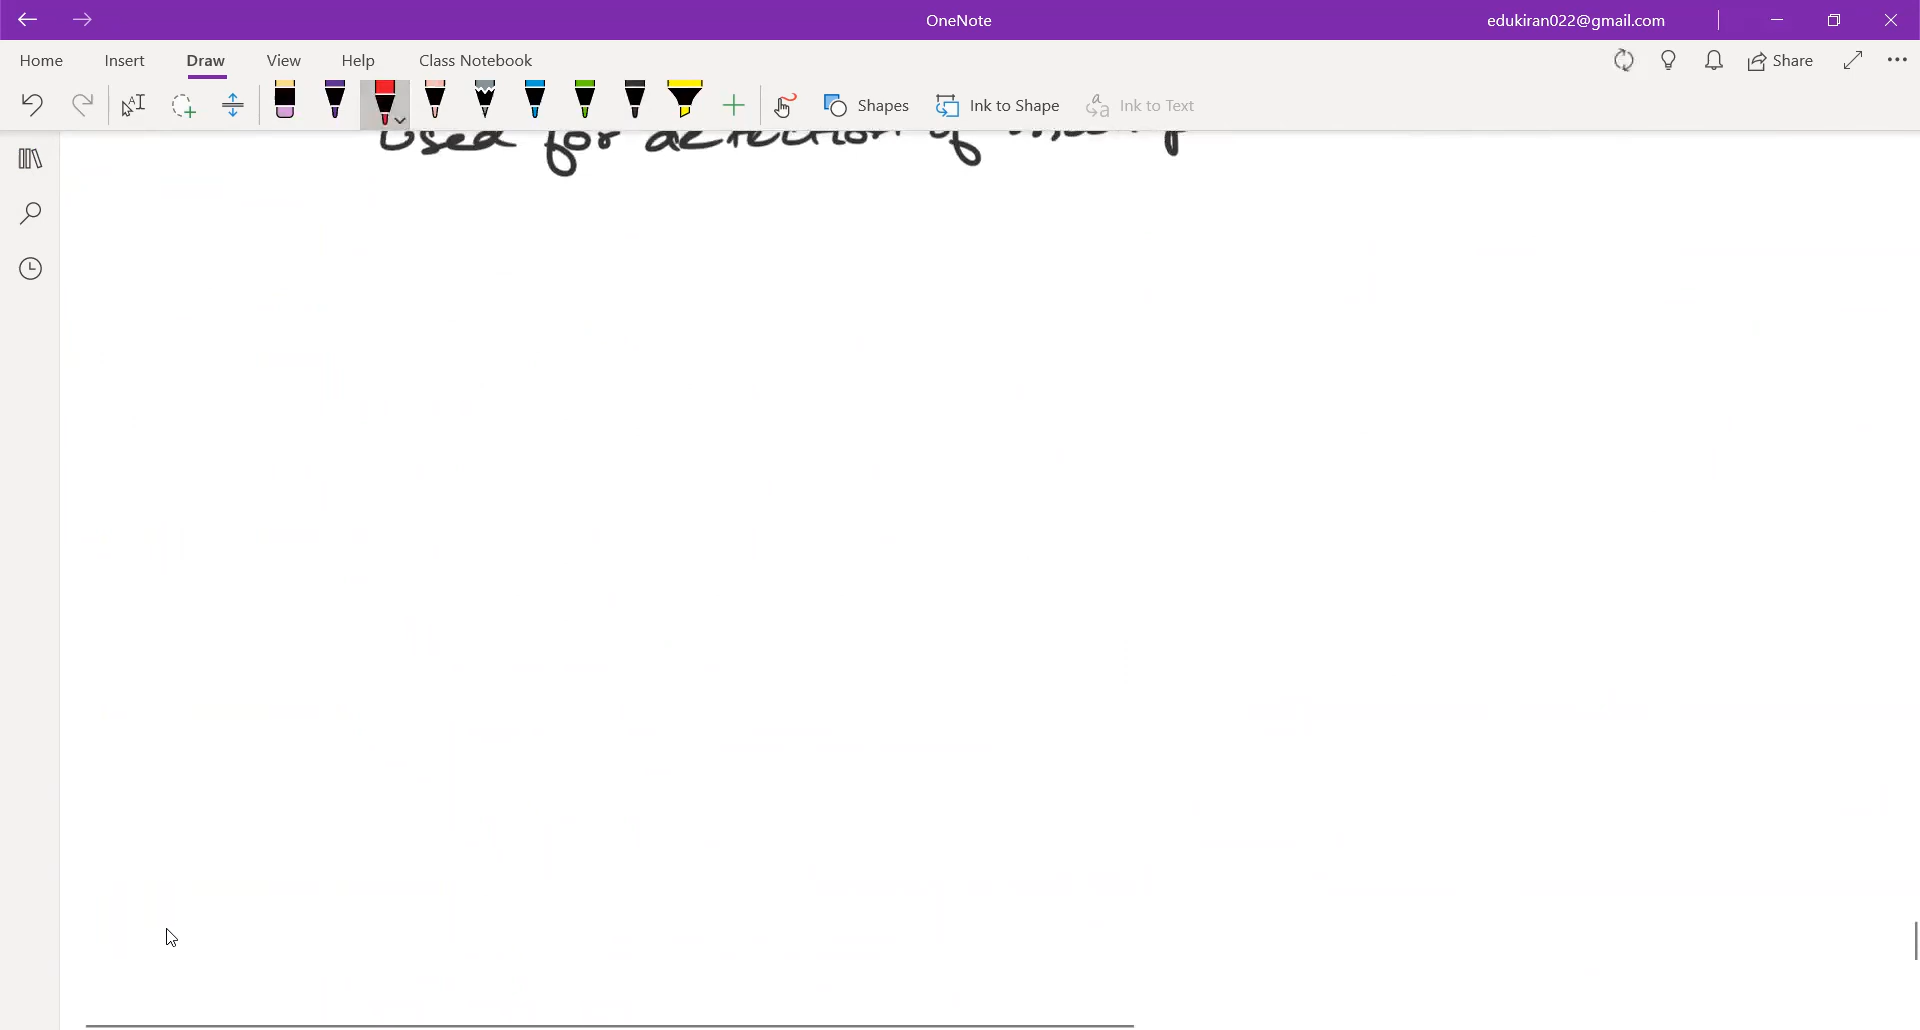 OneNote
edukiran022@gmail.com
Home Insert Draw View Help Class Notebook
Share
Shapes Ink to Shape Ink to Text
used for detection of